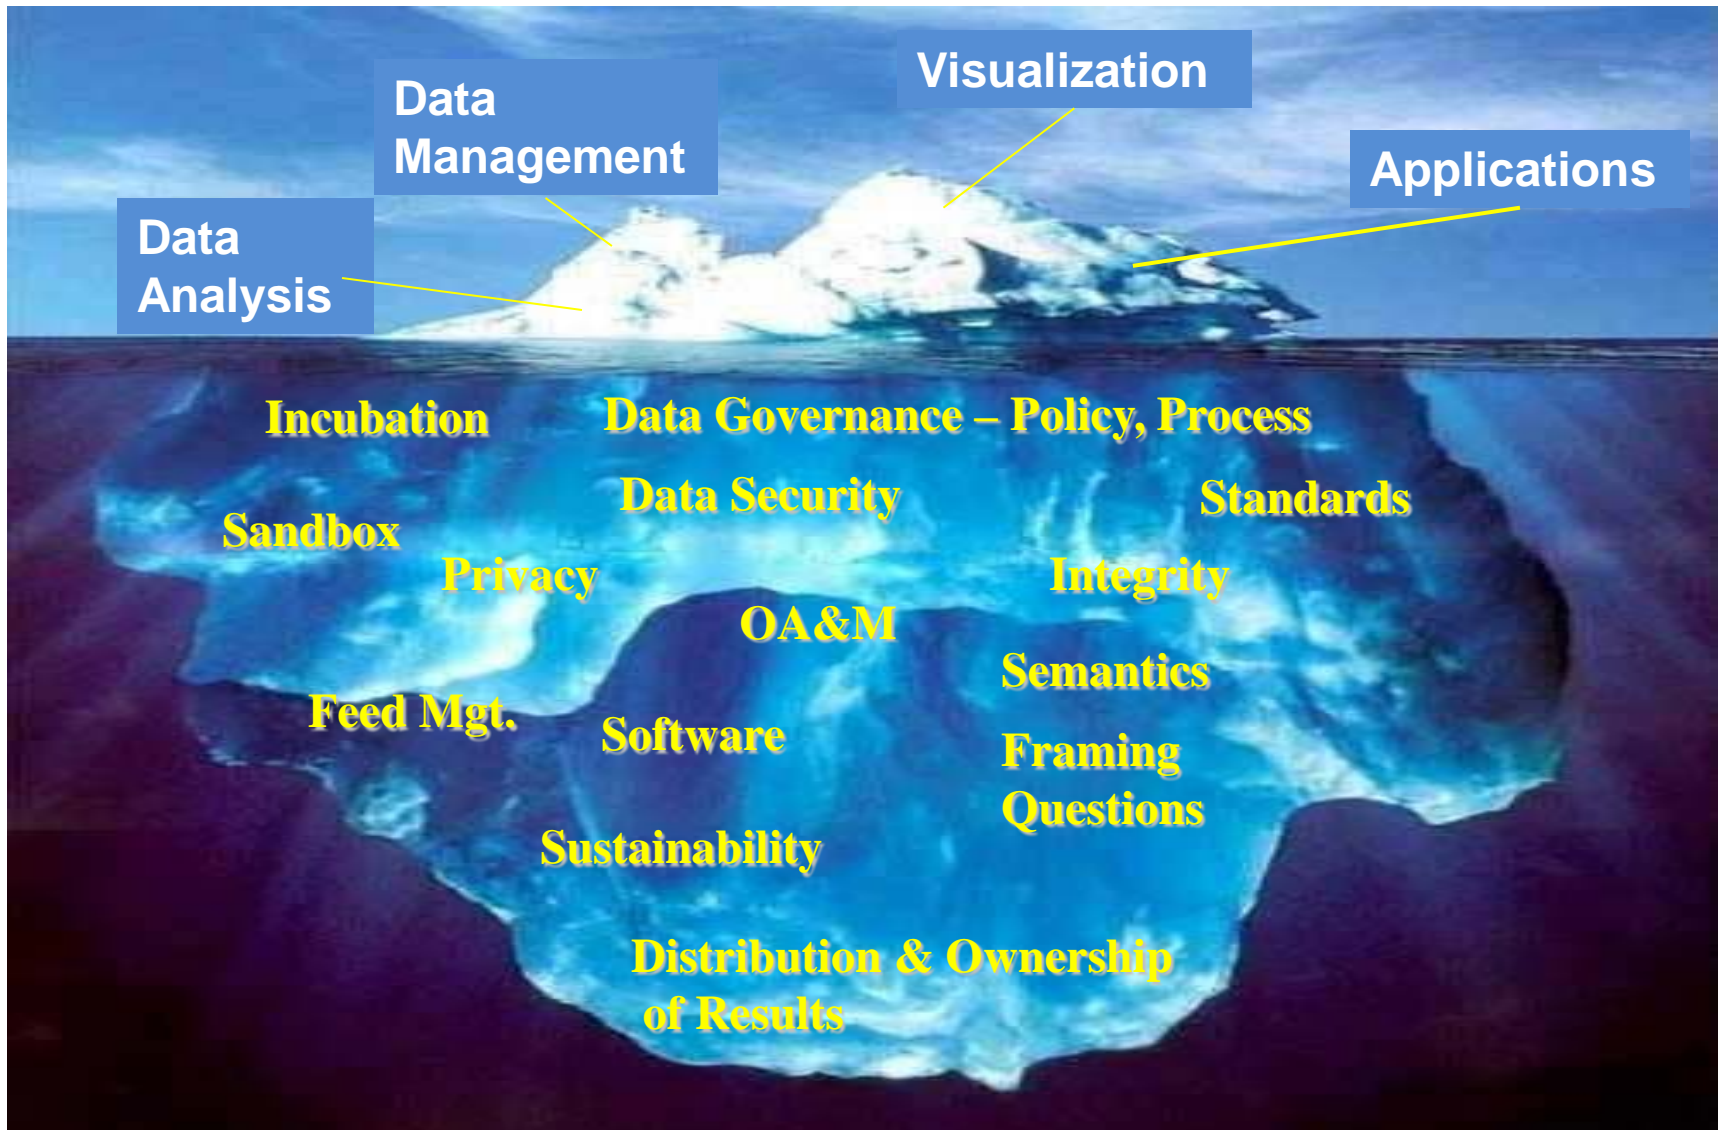 Visualization
Data
Management
Applications
Data
Analysis
Incubation
Data Governance – Policy, Process
Data Security
Standards
Sandbox
Privacy
Integrity
OA&M
Semantics
Feed Mgt.
Software
Framing
Questions
Sustainability
Distribution & Ownership
of Results